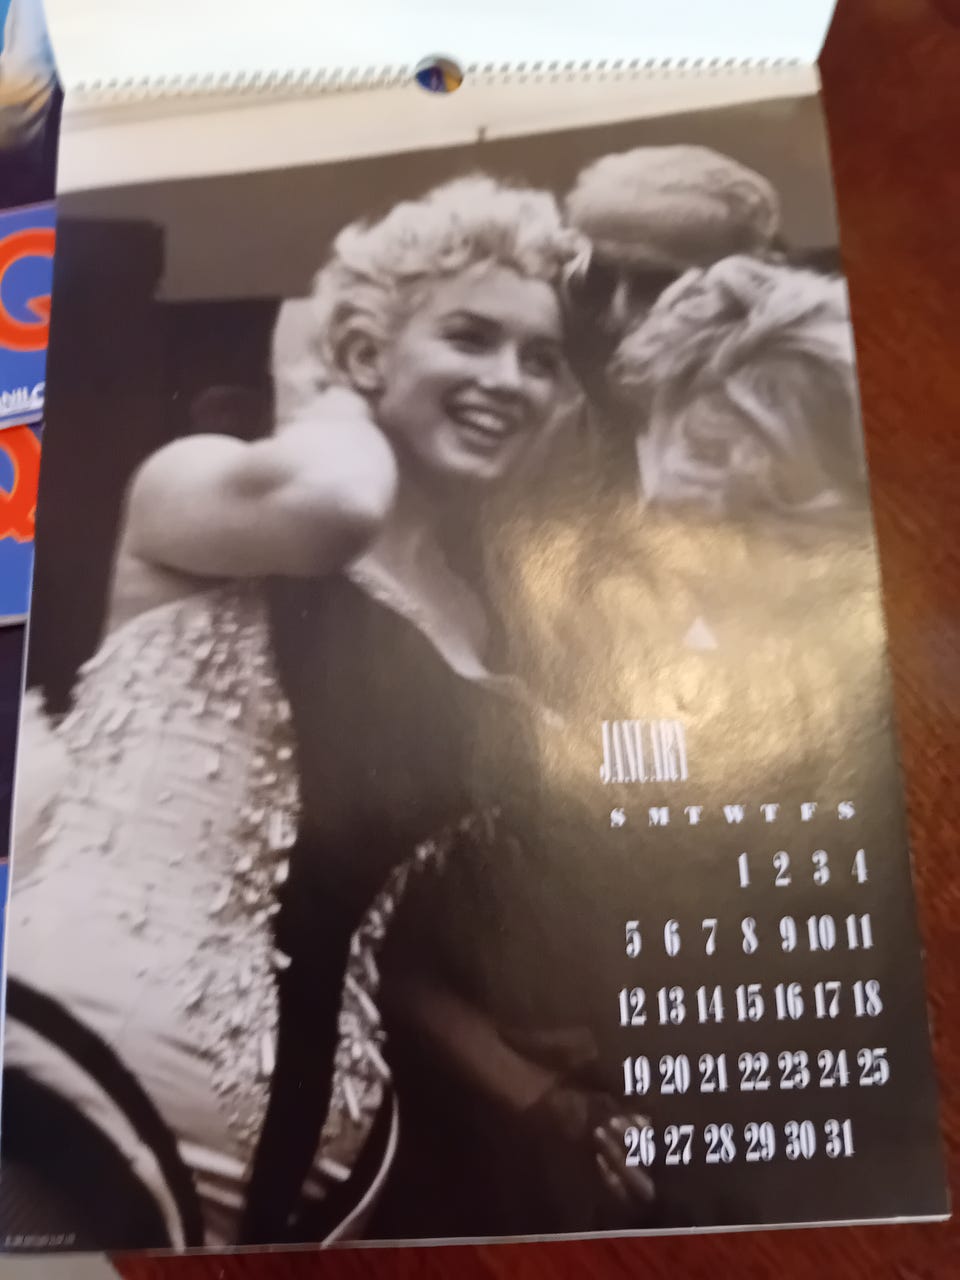 G
Q
JANUARY
S M T W T F S
1 2 3 4
5 6 7 8 9 10 11
12 13 14 15 16 17 18
19 20 21 22 23 24 25
26 27 28 29 30 31